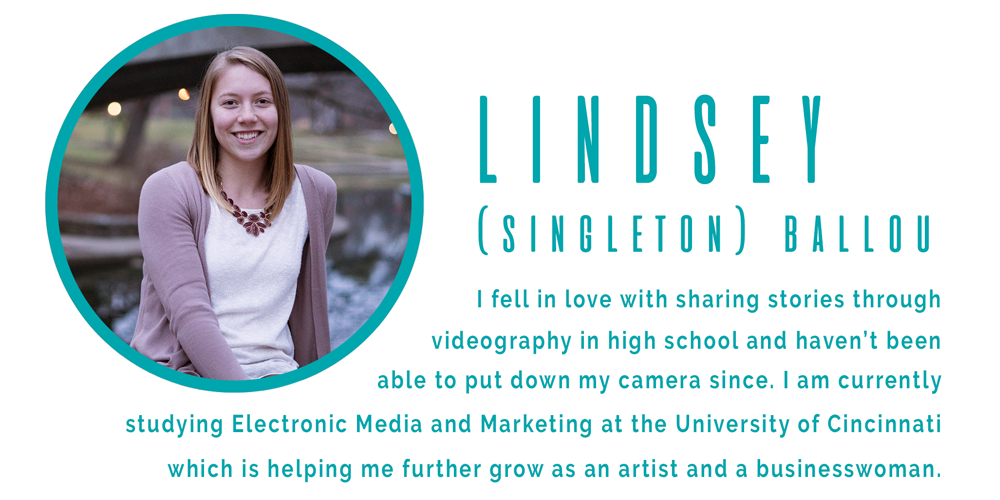 LINDSEY
(SINGLETON) BALLOU
I fell in love with sharing stories through
videography in high school and haven't been
able to put down my camera since. I am currently
studying Electronic Media and Marketing at the University of Cincinnati
which is helping me further grow as an artist and a businesswoman.